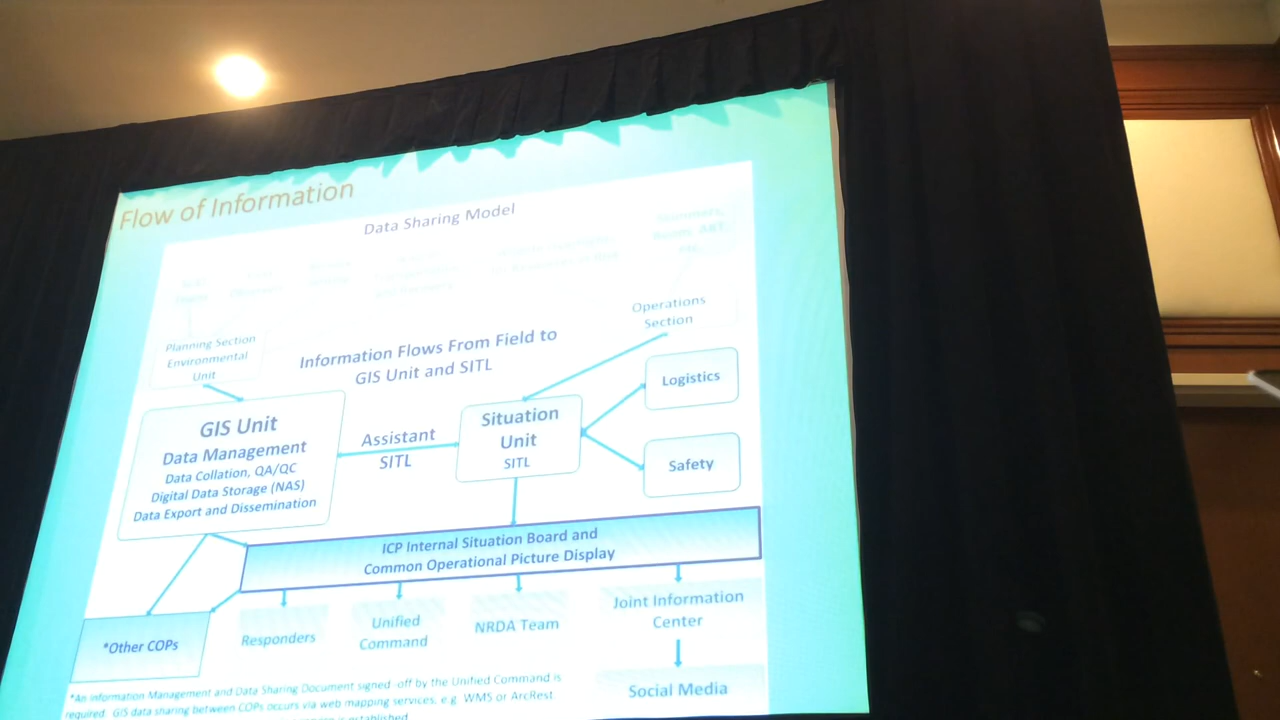 Flow of Information
Data Sharing Model
Operations
Section
Planning Section
Environmental
Unit
Information Flows From Field to
GIS Unit and SITL
Logistics
GIS Unit
Data Management
Data Collation, QA/QC
Digital Data Storage (NAS)
Data Export and Dissemination
Assistant
SITL
Situation
Unit
SITL
Safety
ICP Internal Situation Board and
Common Operational Picture Display
*Other COPs
Responders
Unified
Command
NRDA Team
Joint Information
Center
Social Media
*An information Management and Data Sharing Document signed -off by the Unified Command is
required. GIS data sharing between COPs occurs via web mapping services, e.g. WMS or ArcRest
is established